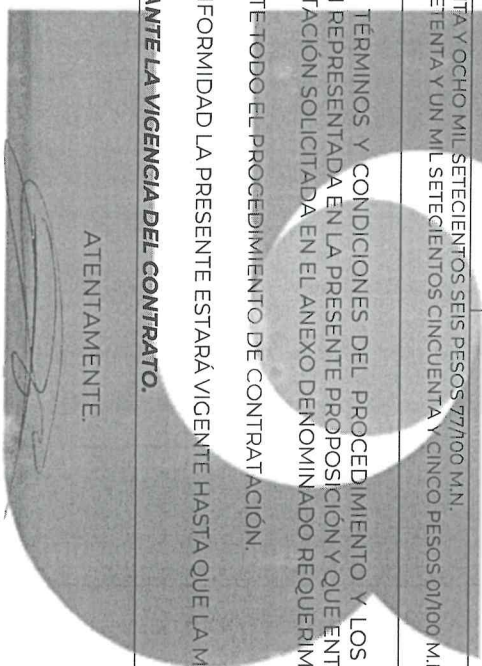 TA Y OCHO MIL SETECIENTOS SEIS PESOS 77/100 M.N.
ETENTA Y UN MIL SETECIENTOS CINCUENTA Y CINCO PESOS 01/100 M.
TÉRMINOS Y CONDICIONES DEL PROCEDIMIENTO Y LOS
REPRESENTADA EN LA PRESENTE PROPOSICIÓN Y QUE ENT
TACIÓN SOLICITADA EN EL ANEXO DENOMINADO REQUERIM
TE TODO EL PROCEDIMIENTO DE CONTRATACIÓN.
FORMIDAD LA PRESENTE ESTARÁ VIGENTE HASTA QUE LA M
ANTE LA VIGENCIA DEL CONTRATO.
ATENTAMENTE.